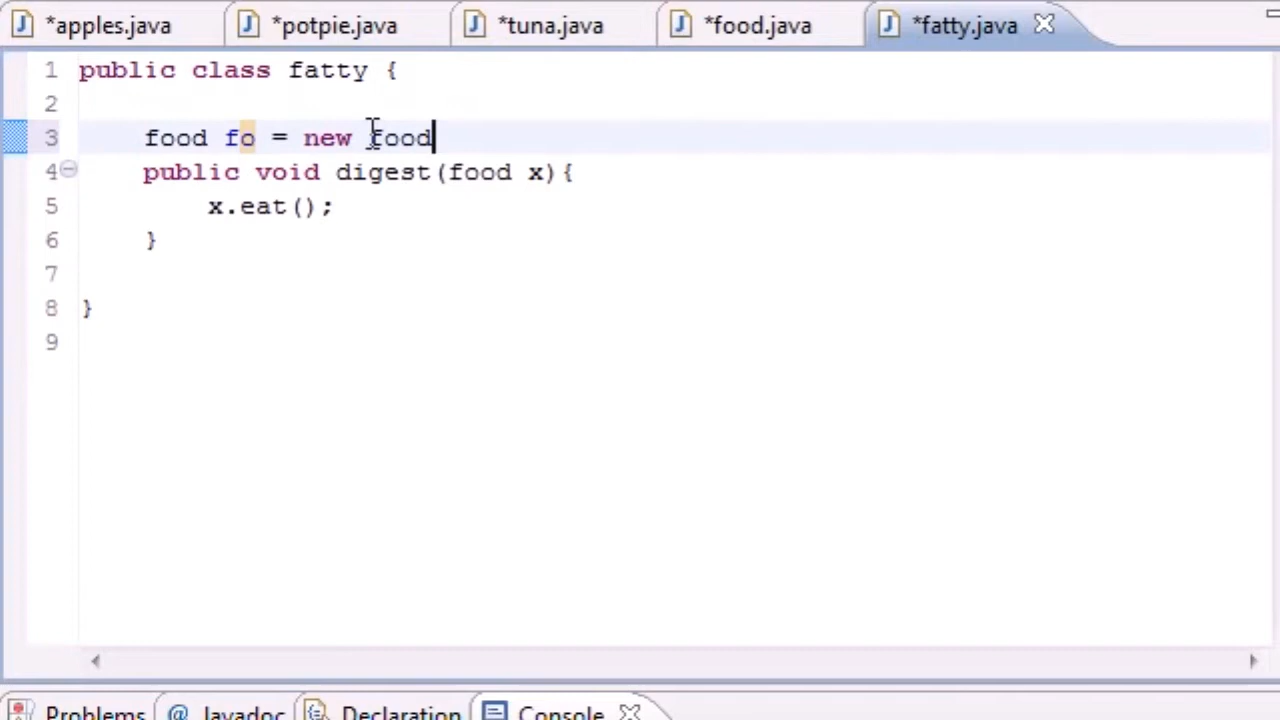 *apples.java *potpie.java *tuna.java *food.java *fatty.java
1 public class fatty {
2
3 food fo = new food
4 public void digest(food x){
5 x.eat();
6 }
7
8 }
9
Problems @ Javadoc Declaration Console